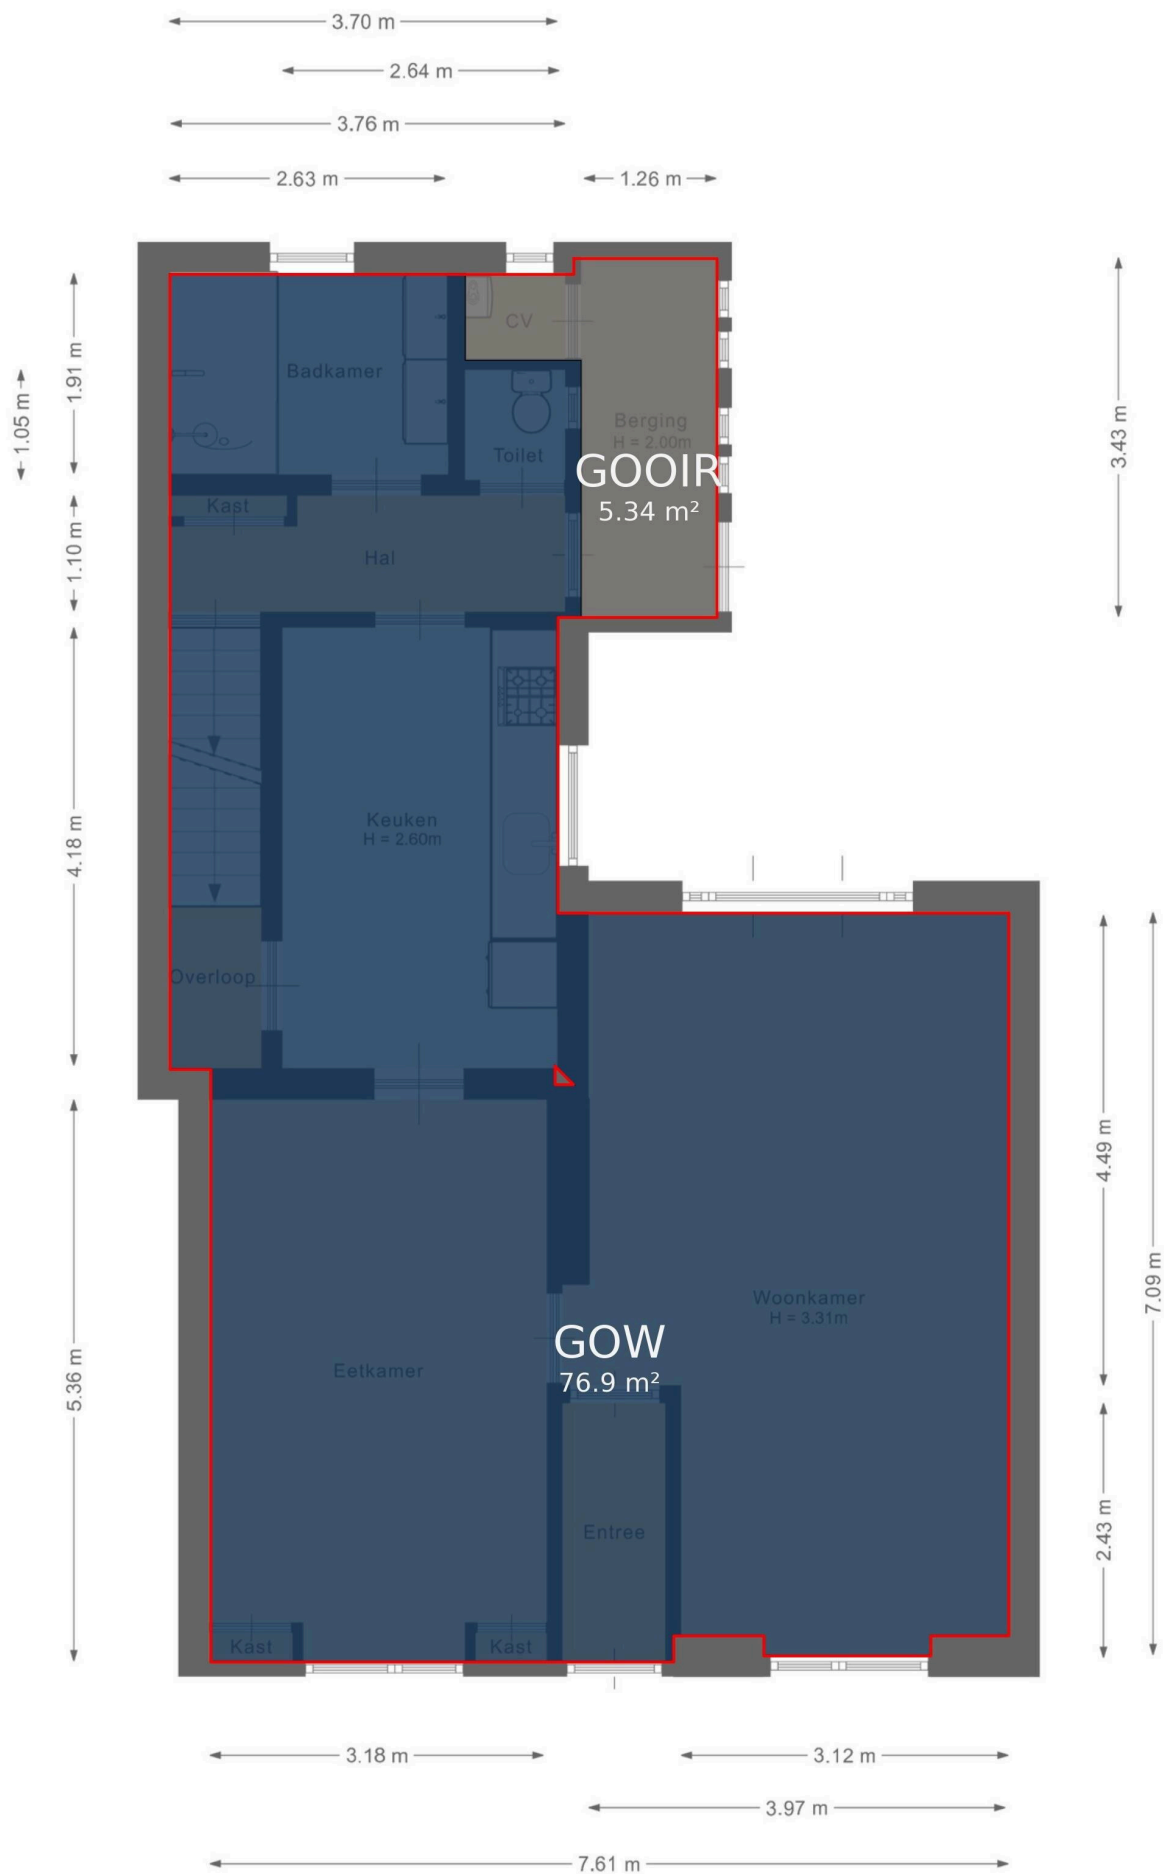 3.70 m
2.64 m
3.76 m
2.63 m
1.26 m
1.05 m
1.91 m
1.10 m
4.18 m
5.36 m
3.43 m
4.49 m
2.43 m
7.09 m
CV
Badkamer
Berging
H = 2.00m
Toilet
GOOIR
5.34 m²
Kast
Hal
Keuken
H = 2.60m
Overloop
Woonkamer
H = 3.31m
GOW
76.9 m²
Eetkamer
Entree
Kast
Kast
3.18 m
3.12 m
3.97 m
7.61 m